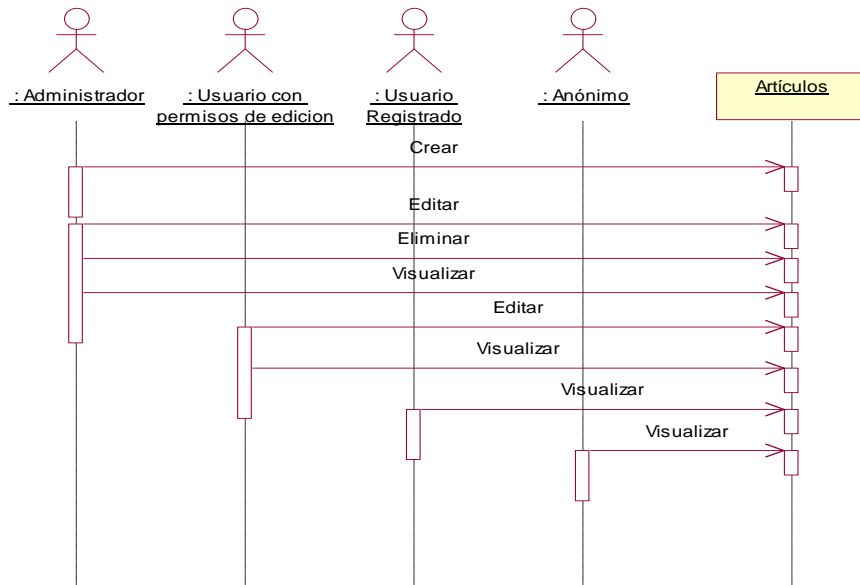 : Administrador
: Usuario con
permisos de edicion
: Usuario
Registrado
: Anónimo
Artículos
Crear
Editar
Eliminar
Visualizar
Editar
Visualizar
Visualizar
Visualizar